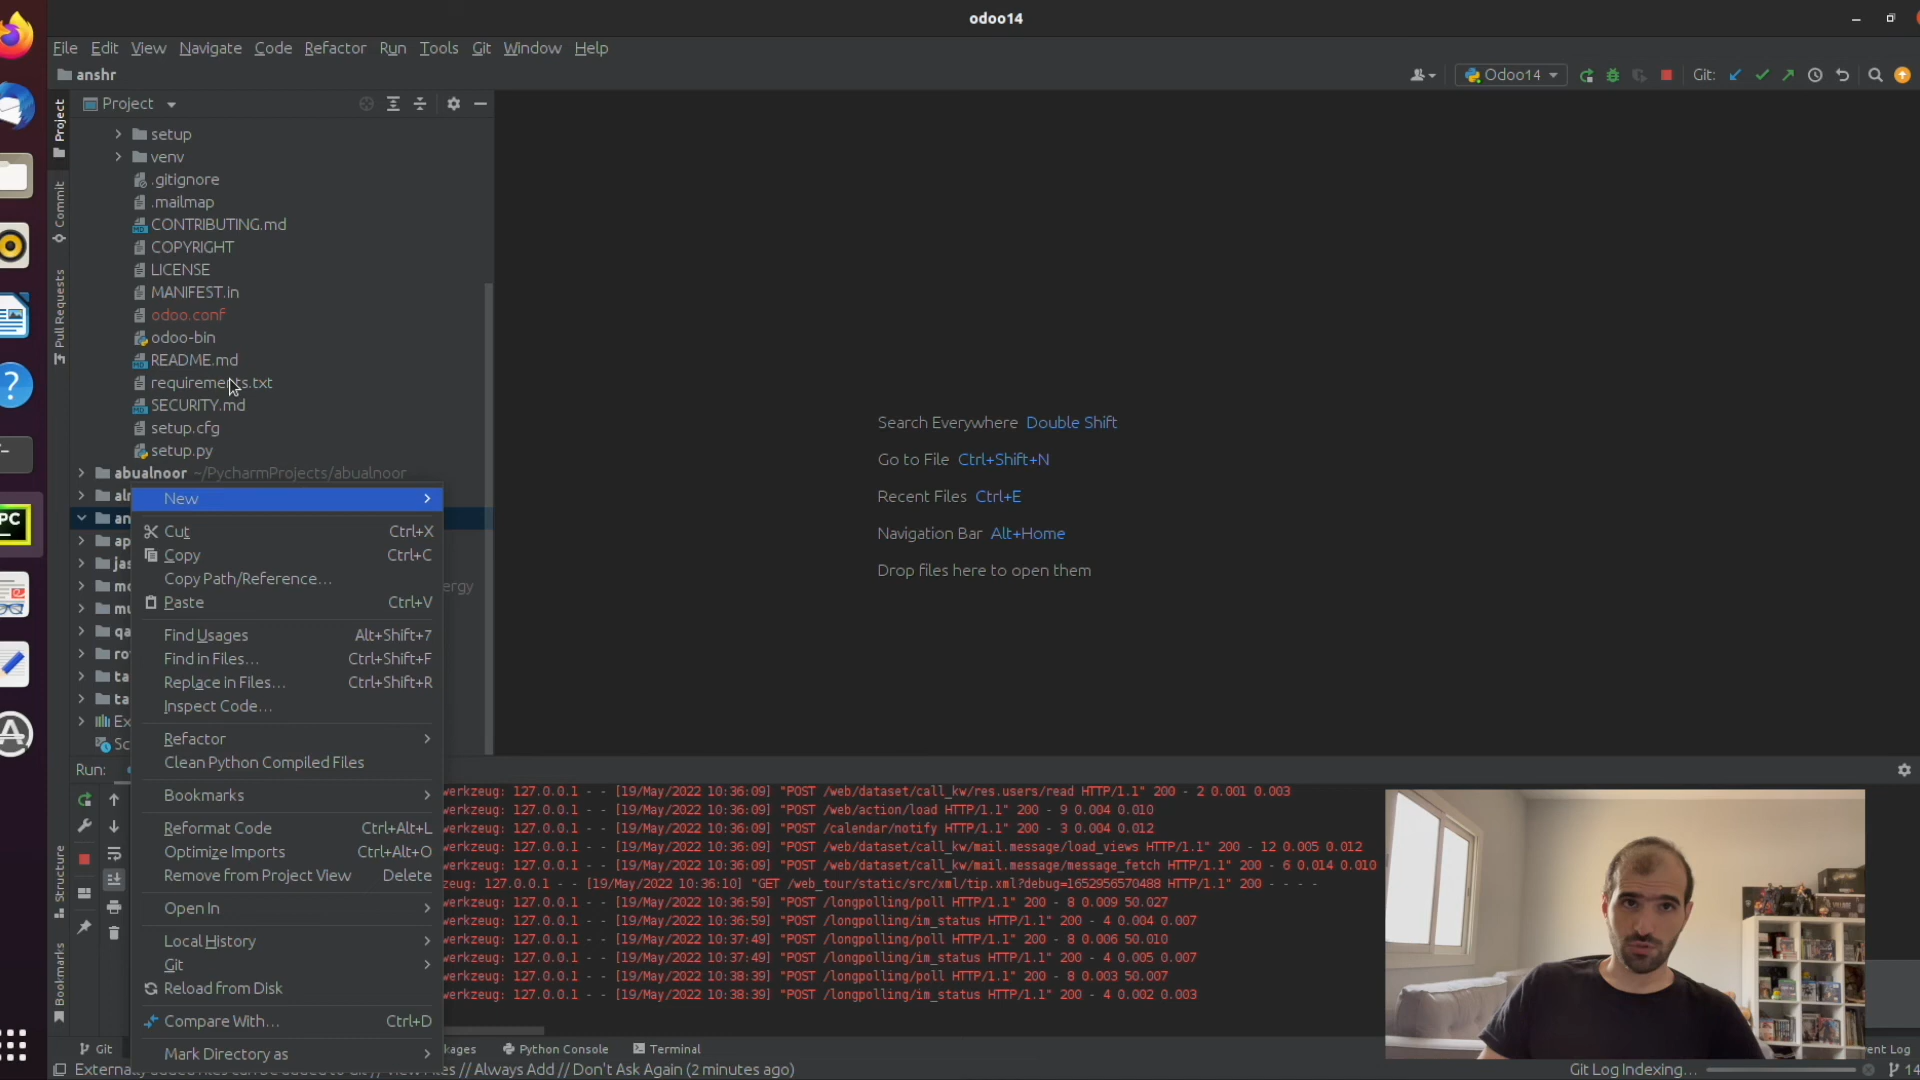 odoo14
File Edit View Navigate Code Refactor Run Tools Git Window Help
anshr
Odoo14
Git:
Project
Project
Commit
Pull Requests
setup
venv
.gitignore
.mailmap
CONTRIBUTING.md
COPYRIGHT
LICENSE
MANIFEST.in
odoo.conf
odoo-bin
README.md
requirements.txt
SECURITY.md
setup.cfg
setup.py
abualnoor ~/PycharmProjects/abualnoor
Search Everywhere Double Shift
Go to File Ctrl+Shift+N
Recent Files Ctrl+E
Navigation Bar Alt+Home
Drop files here to open them
New
Cut Ctrl+X
Copy Ctrl+C
Copy Path/Reference...
Paste Ctrl+V
Find Usages Alt+Shift+7
Find in Files... Ctrl+Shift+F
Replace in Files... Ctrl+Shift+R
Inspect Code...
Refactor
Clean Python Compiled Files
Bookmarks
Reformat Code Ctrl+Alt+L
Optimize Imports Ctrl+Alt+O
Remove from Project View Delete
Open In
Local History
Git
Reload from Disk
Compare With... Ctrl+D
Mark Directory as
Run:
Structure
Bookmarks
werkzeug: 127.0.0.1 - - [19/May/2022 10:36:09] "POST /web/dataset/call_kw/res.users/read HTTP/1.1" 200 - 2 0.001 0.003
werkzeug: 127.0.0.1 - - [19/May/2022 10:36:09] "POST /web/action/load HTTP/1.1" 200 - 9 0.004 0.010
werkzeug: 127.0.0.1 - - [19/May/2022 10:36:09] "POST /calendar/notify HTTP/1.1" 200 - 3 0.004 0.012
werkzeug: 127.0.0.1 - - [19/May/2022 10:36:09] "POST /web/dataset/call_kw/mail.message/load_views HTTP/1.1" 200 - 12 0.005 0.012
werkzeug: 127.0.0.1 - - [19/May/2022 10:36:09] "POST /web/dataset/call_kw/mail.message/message_fetch HTTP/1.1" 200 - 6 0.014 0.010
zeug: 127.0.0.1 - - [19/May/2022 10:36:10] "GET /web_tour/static/src/xml/tip.xml?debug=1652956570488 HTTP/1.1" 200 - - - -
werkzeug: 127.0.0.1 - - [19/May/2022 10:36:59] "POST /longpolling/poll HTTP/1.1" 200 - 8 0.009 50.027
werkzeug: 127.0.0.1 - - [19/May/2022 10:36:59] "POST /longpolling/im_status HTTP/1.1" 200 - 4 0.004 0.007
werkzeug: 127.0.0.1 - - [19/May/2022 10:37:49] "POST /longpolling/poll HTTP/1.1" 200 - 8 0.006 50.010
werkzeug: 127.0.0.1 - - [19/May/2022 10:37:49] "POST /longpolling/im_status HTTP/1.1" 200 - 4 0.005 0.007
werkzeug: 127.0.0.1 - - [19/May/2022 10:38:39] "POST /longpolling/poll HTTP/1.1" 200 - 8 0.003 50.007
werkzeug: 127.0.0.1 - - [19/May/2022 10:38:39] "POST /longpolling/im_status HTTP/1.1" 200 - 4 0.002 0.003
Git
Python Console
Terminal
Externally added files can be added to Git // View Files // Always Add // Don't Ask Again (2 minutes ago)
Git Log Indexing...
14